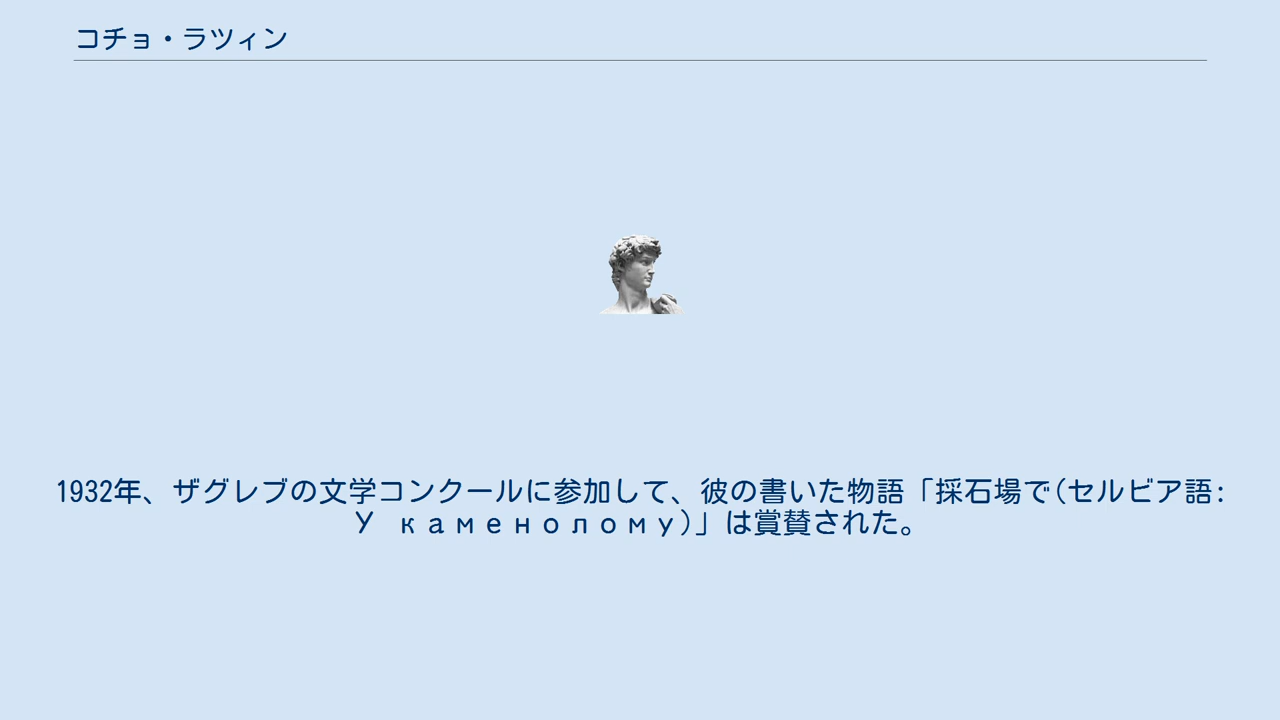 コチョ・ラツィン
1932年、ザグレブの文学コンクールに参加して、彼の書いた物語「採石場で(セルビア語:
У каменолому)」は賞賛された。